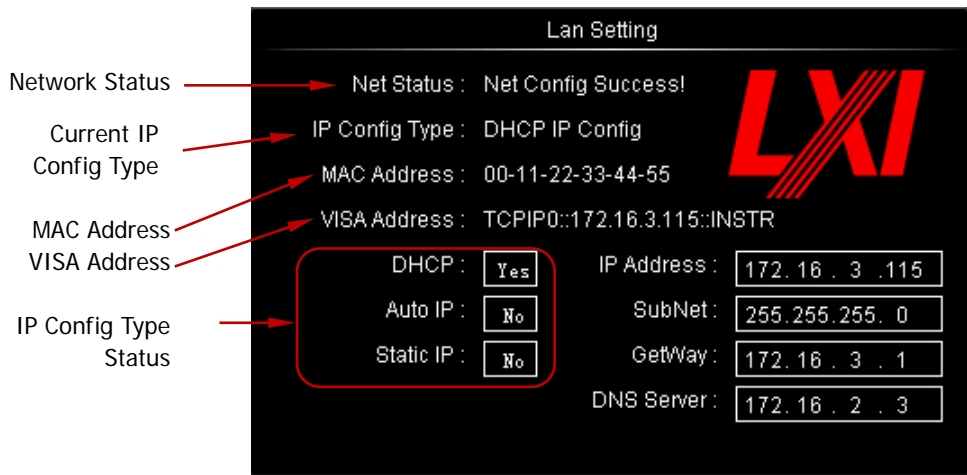 Lan Setting
Network Status
Net Status : Net Config Success!
LXI
Current IP
Config Type
IP Config Type : DHCP IP Config
MAC Address : 00-11-22-33-44-55
MAC Address
VISA Address : TCPIP0::172.16.3.115::INSTR
VISA Address
DHCP : Yes IP Address : 172. 16 . 3 .115
IP Config Type
Status
Auto IP : No SubNet : 255.255.255. 0
Static IP : No GetWay : 172. 16 . 3 . 1
DNS Server : 172. 16 . 2 . 3